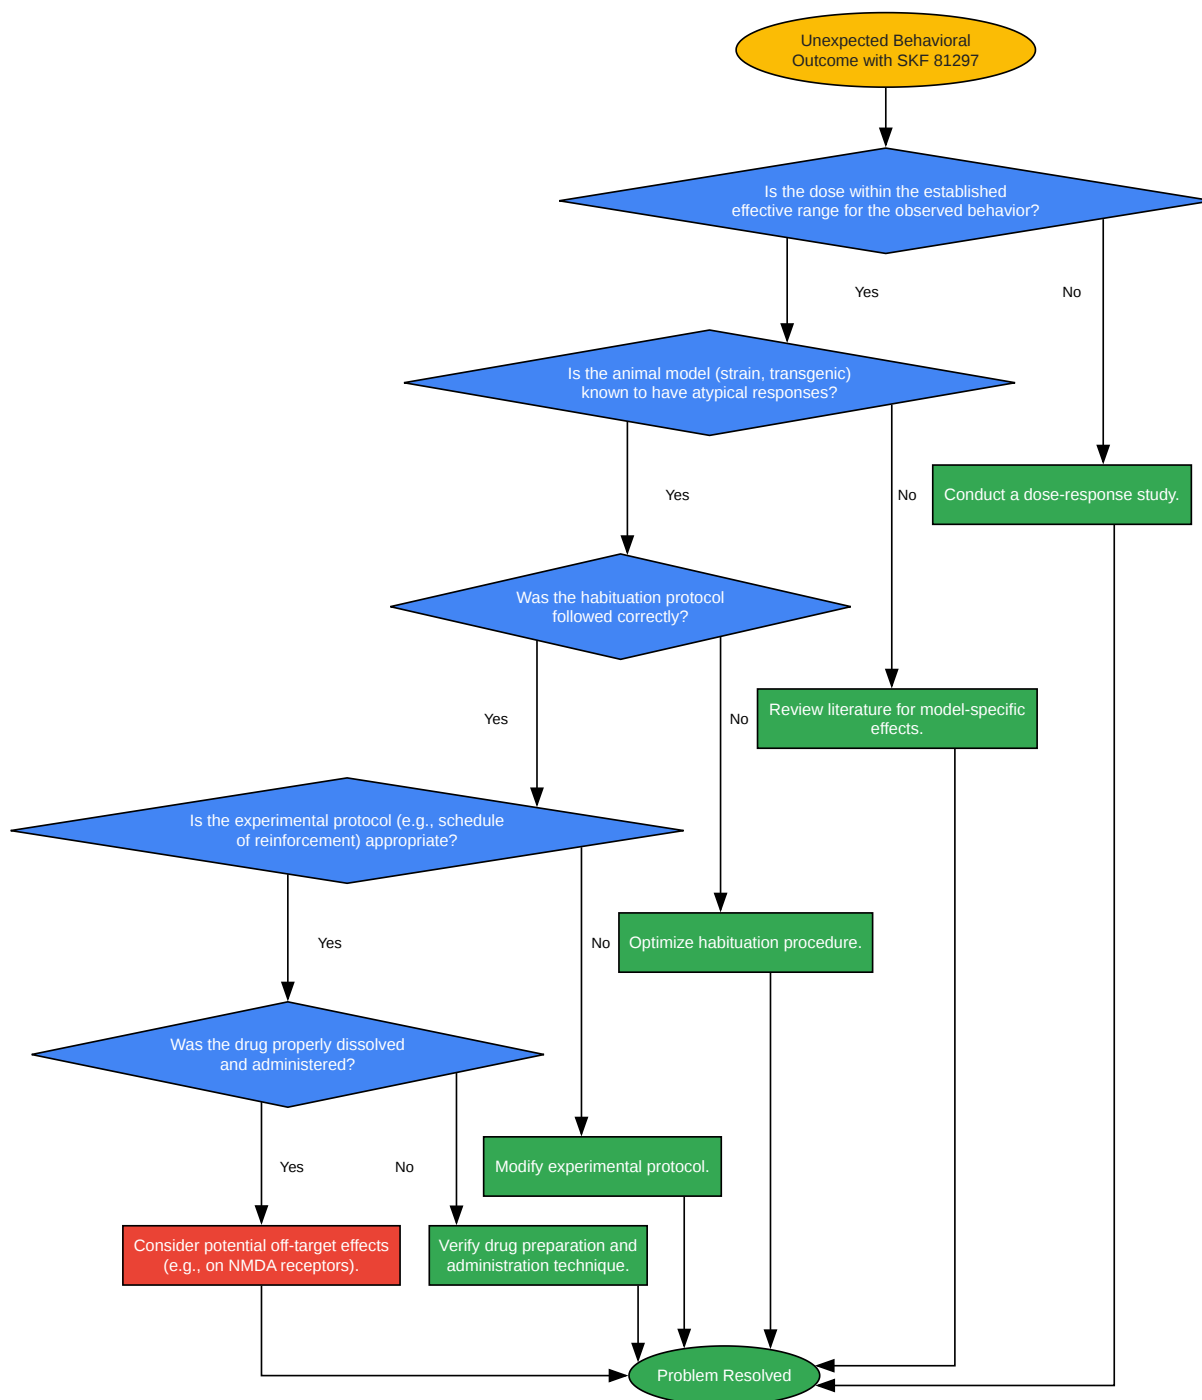 Unexpected Behavioral
Outcome with SKF 81297
Is the dose within the established
effective range for the observed behavior?
Yes
No
Is the animal model (strain, transgenic)
known to have atypical responses?
Yes
No
Conduct a dose-response study.
Was the habituation protocol
followed correctly?
Yes
No
Review literature for model-specific
effects.
Is the experimental protocol (e.g., schedule
of reinforcement) appropriate?
Yes
No
Optimize habituation procedure.
Was the drug properly dissolved
and administered?
Yes
No
Modify experimental protocol.
Consider potential off-target effects
(e.g., on NMDA receptors).
Verify drug preparation and
administration technique.
Problem Resolved